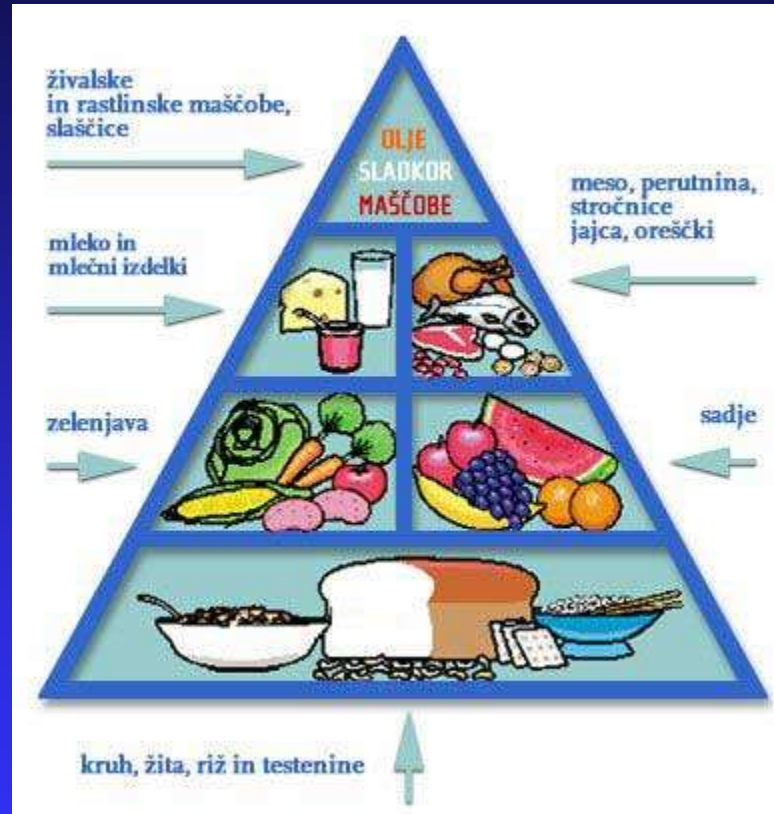 živalske
in rastlinske maščobe,
slaščice
OLJE
SLADKOR
MAŠČOBE
meso, perutnina,
stročnice
jajca, oreščki
mleko in
mlečni izdelki
zelenjava
sadje
kruh, žita, riž in testenine